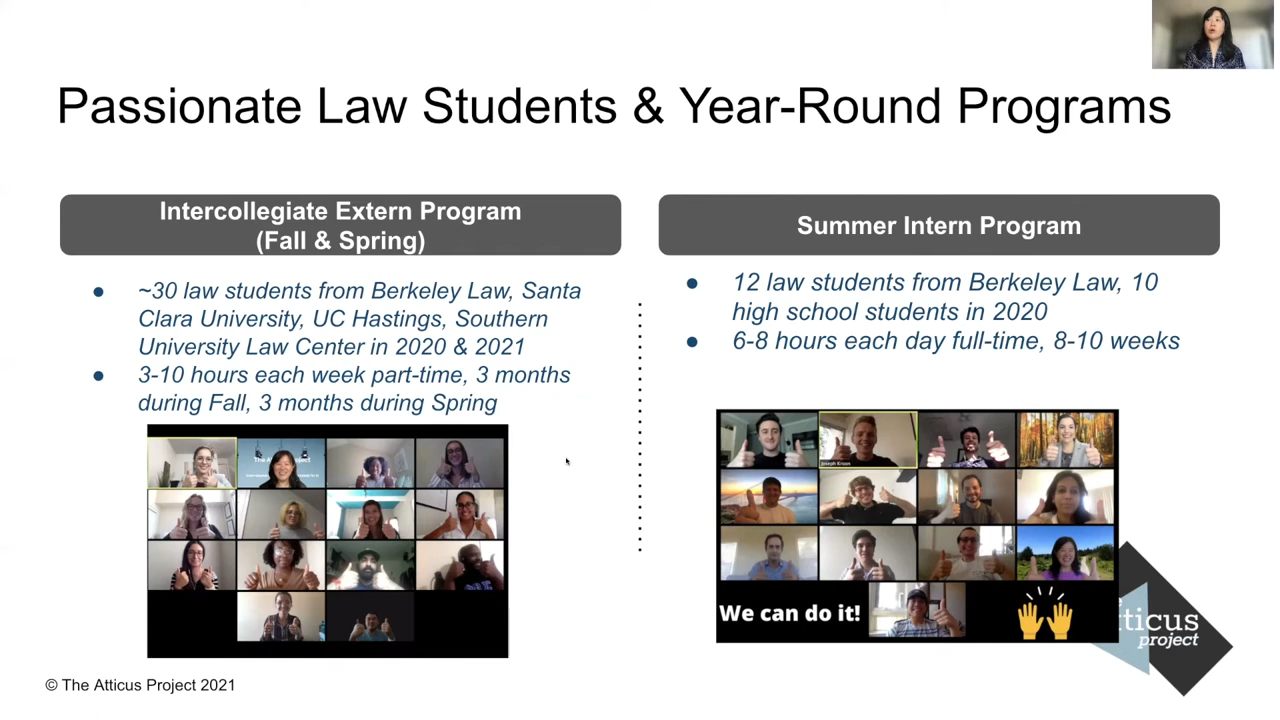 Passionate Law Students & Year-Round Programs
Intercollegiate Extern Program
(Fall & Spring)
● ~30 law students from Berkeley Law, Santa
Clara University, UC Hastings, Southern
University Law Center in 2020 & 2021
● 3-10 hours each week part-time, 3 months
during Fall, 3 months during Spring
Summer Intern Program
● 12 law students from Berkeley Law, 10
high school students in 2020
● 6-8 hours each day full-time, 8-10 weeks
Joseph Kroon
We can do it!
tticus
project
© The Atticus Project 2021